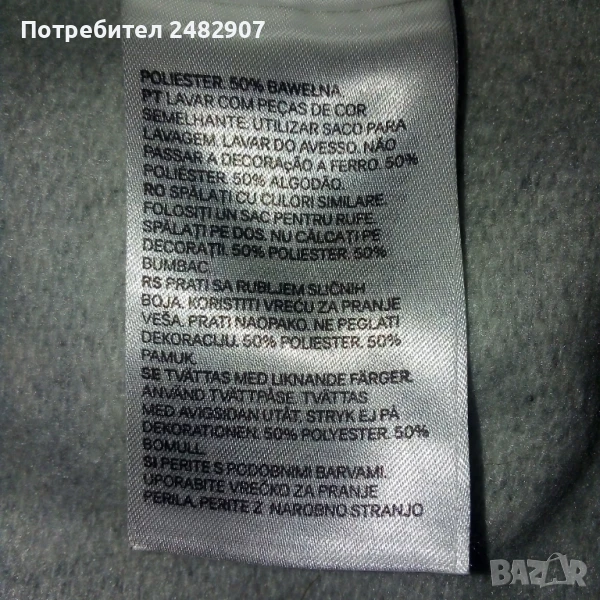 Потребител 2482907
POLIESTER. 50% BAWEŁNA.
PT LAVAR COM PEÇAS DE COR
SEMELHANTE. UTILIZAR SACO PARA
LAVAGEM. LAVAR DO AVESSO. NÃO
PASSAR A DECORAÇÃO A FERRO. 50%
POLIÉSTER. 50% ALGODÃO.
RO SPĂLAȚI CU CULORI SIMILARE.
FOLOSIȚI UN SAC PENTRU RUFE.
SPĂLAȚI PE DOS. NU CĂLCAȚI PE
DECORAȚII. 50% POLIESTER. 50%
BUMBAC.
RS PRATI SA RUBLJEM SLIČNIH
BOJA. KORISTITI VREĆU ZA PRANJE
VEŠA. PRATI NAOPAKO. NE PEGLATI
DEKORACIJU. 50% POLIESTER. 50%
PAMUK.
SE TVÄTTAS MED LIKNANDE FÄRGER.
ANVÄND TVÄTTPÅSE. TVÄTTAS
MED AVIGSIDAN UTÅT. STRYK EJ PÅ
DEKORATIONEN. 50% POLYESTER. 50%
BOMULL.
SI PERITE S PODOBNIMI BARVAMI.
UPORABITE VREČKO ZA PRANJE
PERILA. PERITE Z NAROBNO STRANJO
BAZAR